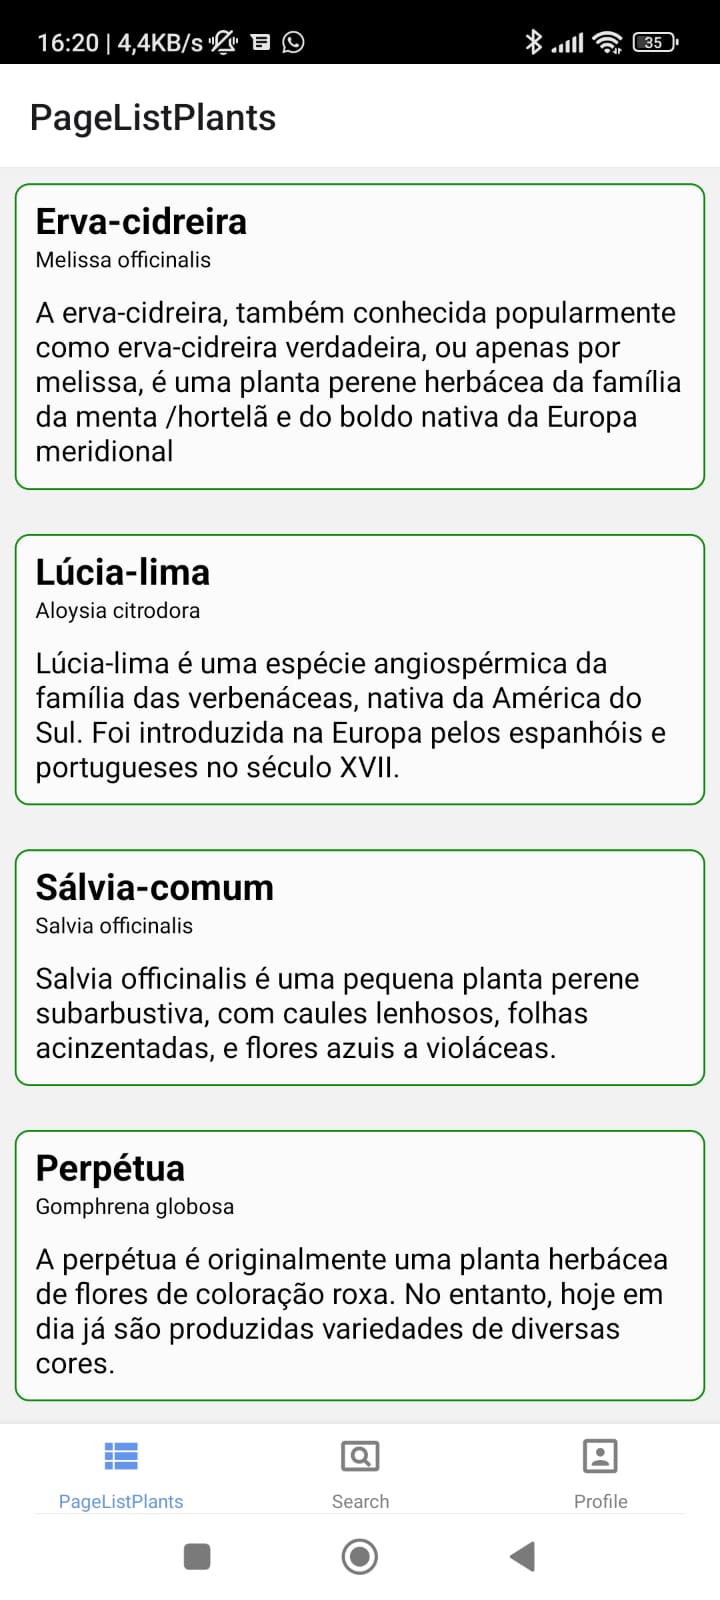 16:20 | 4,4KB/s
35
PageListPlants
Erva-cidreira
Melissa officinalis
A erva-cidreira, também conhecida popularmente
como erva-cidreira verdadeira, ou apenas por
melissa, é uma planta perene herbácea da família
da menta /hortelã e do boldo nativa da Europa
meridional
Lúcia-lima
Aloysia citrodora
Lúcia-lima é uma espécie angiospérmica da
família das verbenáceas, nativa da América do
Sul. Foi introduzida na Europa pelos espanhóis e
portugueses no século XVII.
Sálvia-comum
Salvia officinalis
Salvia officinalis é uma pequena planta perene
subarbustiva, com caules lenhosos, folhas
acinzentadas, e flores azuis a violáceas.
Perpétua
Gomphrena globosa
A perpétua é originalmente uma planta herbácea
de flores de coloração roxa. No entanto, hoje em
dia já são produzidas variedades de diversas
cores.
PageListPlants
Search
Profile